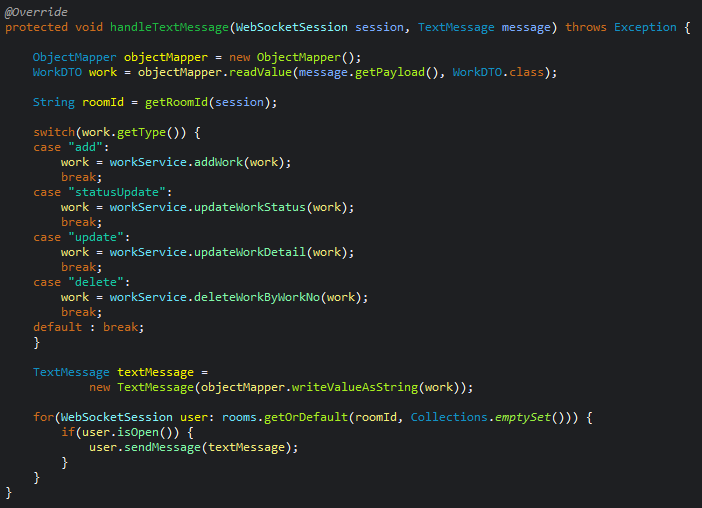 @Override
protected void handleTextMessage(WebSocketSession session, TextMessage message) throws Exception {
ObjectMapper objectMapper = new ObjectMapper();
WorkDTO work = objectMapper.readValue(message.getPayload(), WorkDTO.class);
String roomId = getRoomId(session);
switch(work.getType()) {
case "add":
work = workService.addWork(work);
break;
case "statusUpdate":
work = workService.updateWorkStatus(work);
break;
case "update":
work = workService.updateWorkDetail(work);
break;
case "delete":
work = workService.deleteWorkByWorkNo(work);
break;
default : break;
}
TextMessage textMessage =
new TextMessage(objectMapper.writeValueAsString(work));
for(WebSocketSession user: rooms.getOrDefault(roomId, Collections.emptySet())) {
if(user.isOpen()) {
user.sendMessage(textMessage);
}
}
}